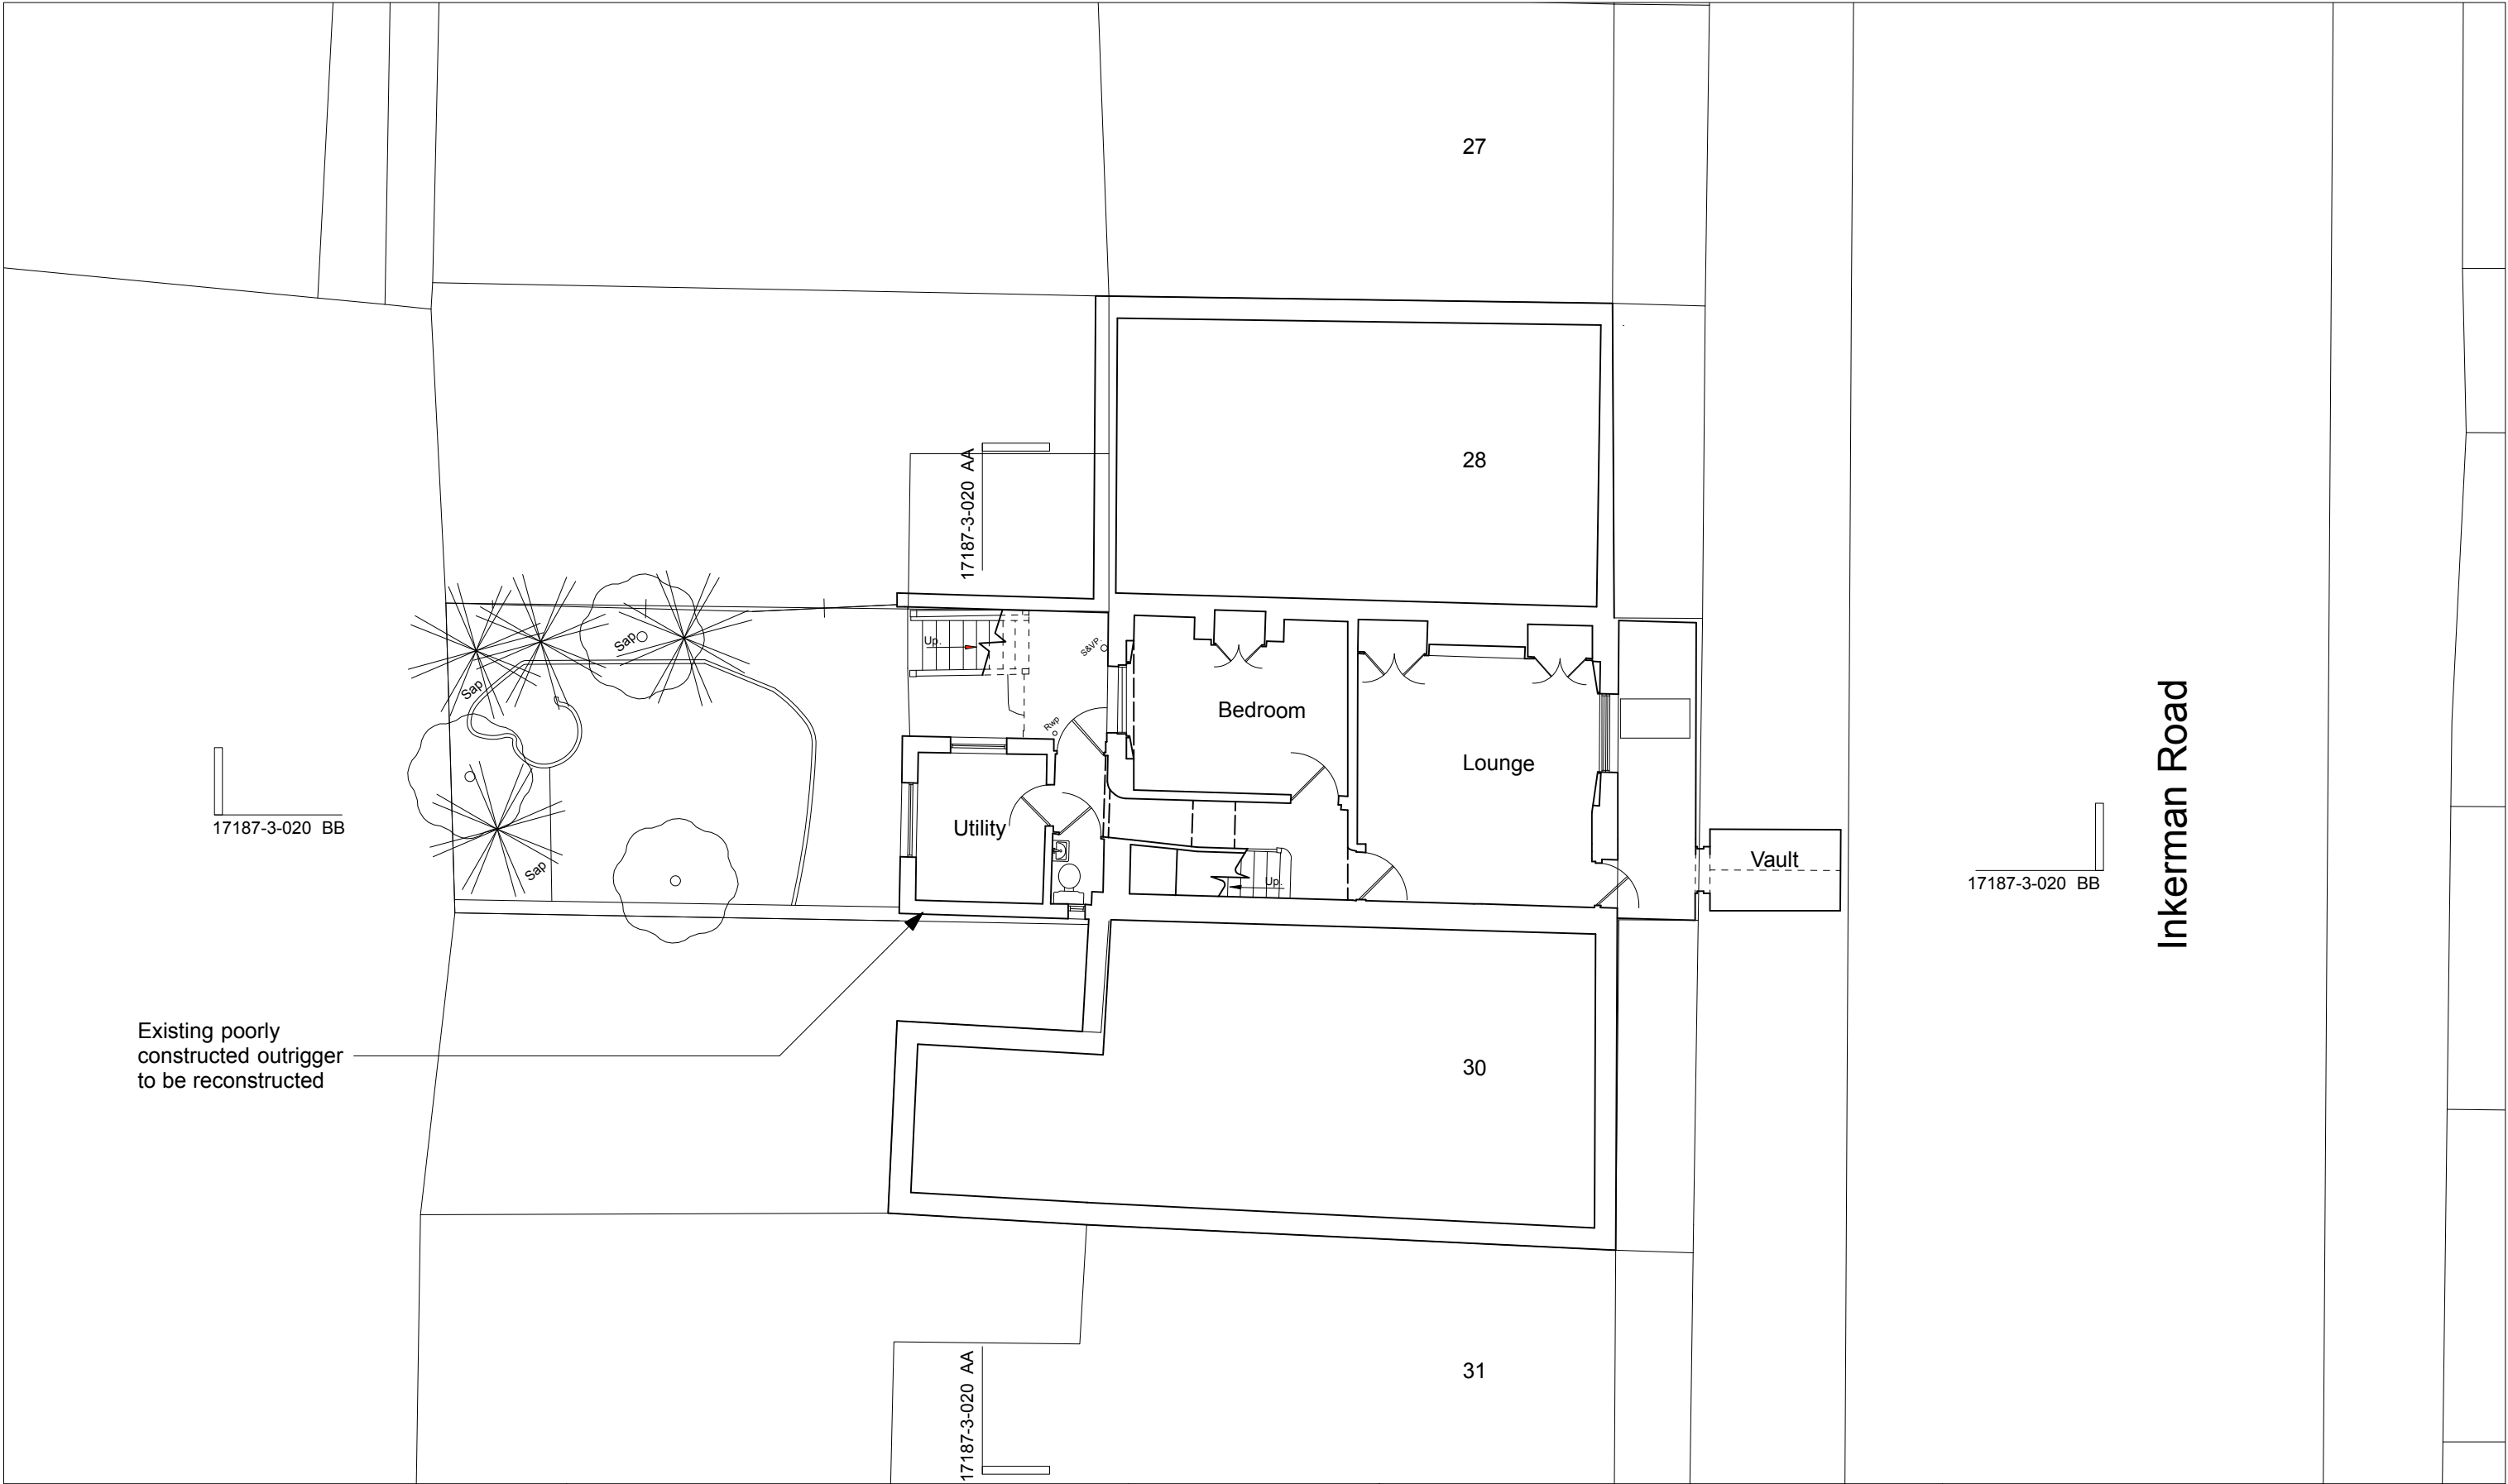 27
28
17187-3-020 AA
Sap
Up.
S&VP.
Sap
Rwp
Bedroom
Lounge
Inkerman Road
17187-3-020 BB
Utility
Vault
Sap
Up.
17187-3-020 BB
Existing poorly
constructed outrigger
to be reconstructed
30
31
17187-3-020 AA